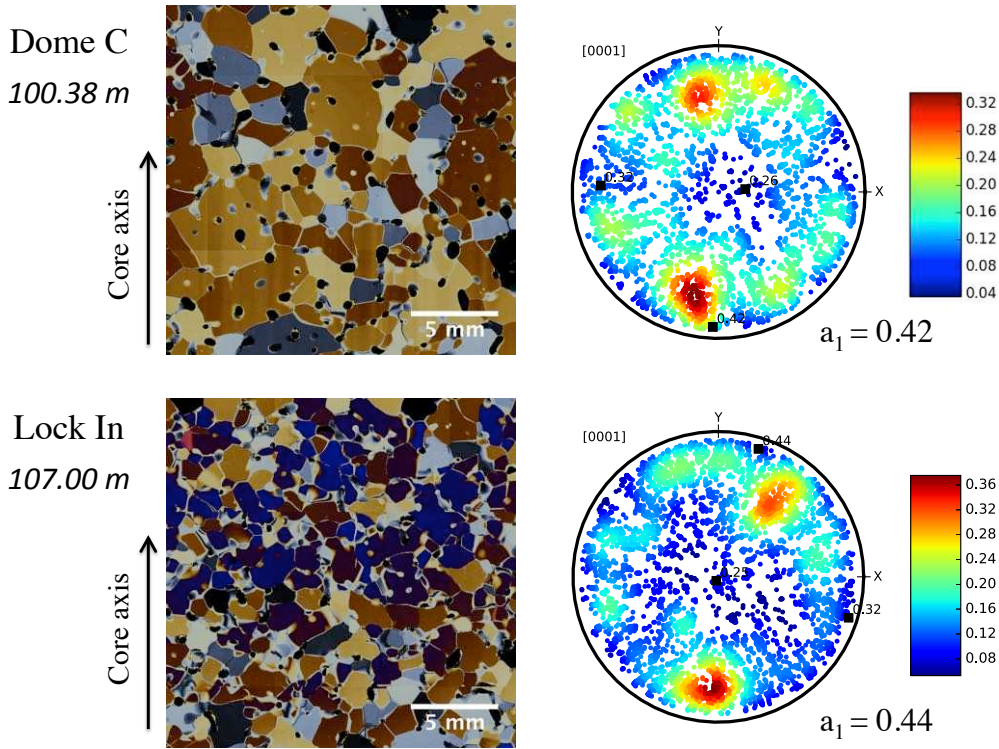 Dome C
100.38 m
Core axis
5 mm
[0001]
Y
X
0.32
0.26
0.42
a1 = 0.42
0.32
0.28
0.24
0.20
0.16
0.12
0.08
0.04
Lock In
107.00 m
Core axis
5 mm
[0001]
Y
X
0.44
0.25
0.32
a1 = 0.44
0.36
0.32
0.28
0.24
0.20
0.16
0.12
0.08